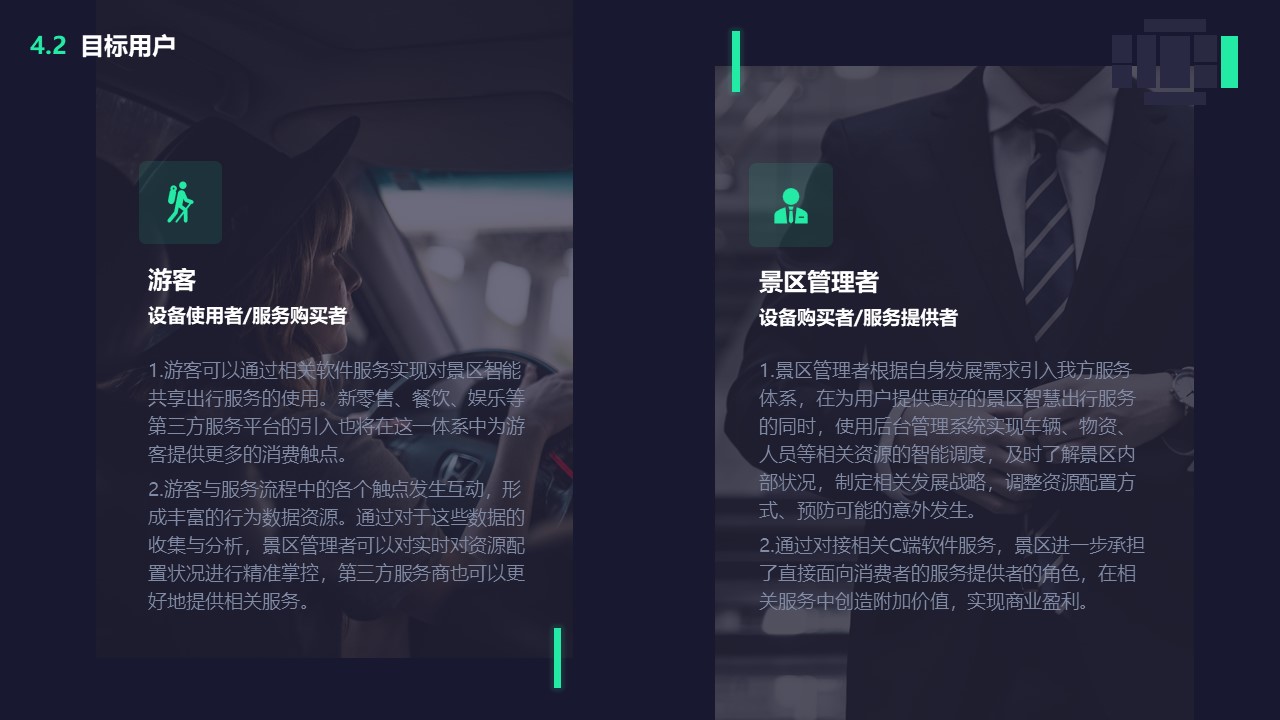 4.2 目标用户
游客
设备使用者/服务购买者
1.游客可以通过相关软件服务实现对景区智能
共享出行服务的使用。新零售、餐饮、娱乐等
第三方服务平台的引入也将在这一体系中为游
客提供更多的消费触点。
2.游客与服务流程中的各个触点发生互动，形
成丰富的行为数据资源。通过对于这些数据的
收集与分析，景区管理者可以对实时对资源配
置状况进行精准掌控，第三方服务商也可以更
好地提供相关服务。
景区管理者
设备购买者/服务提供者
1.景区管理者根据自身发展需求引入我方服务
体系，在为用户提供更好的景区智慧出行服务
的同时，使用后台管理系统实现车辆、物资、
人员等相关资源的智能调度，及时了解景区内
部状况，制定相关发展战略，调整资源配置方
式、预防可能的意外发生。
2.通过对接相关C端软件服务，景区进一步承担
了直接面向消费者的服务提供者的角色，在相
关服务中创造附加价值，实现商业盈利。